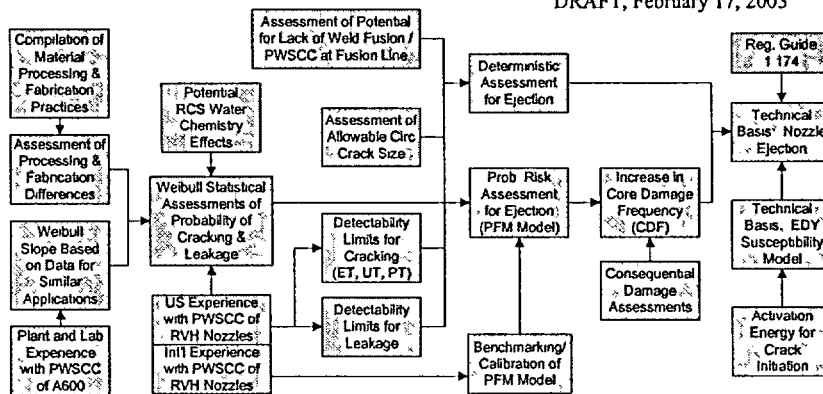 DRAFT, February 17, 2003
Compilation of
Material
Processing &
Fabrication
Practices
Assessment of
Processing &
Fabrication
Differences
Weibull
Slope Based
on Data for
Similar
Applications
Plant and Lab
Experience
with PWSCC
of A600
Potential
RCS Water
Chemistry
Effects
Weibull Statistical
Assessments of
Probability of
Cracking &
Leakage
US Experience
with PWSCC of
RVH Nozzles
Int'l Experience
with PWSCC of
RVH Nozzles
Assessment of Potential
for Lack of Weld Fusion /
PWSCC at Fusion Line
Assessment of
Allowable Circ
Crack Size
Detectability
Limits for
Cracking
(ET, UT, PT)
Detectability
Limits for
Leakage
Deterministic
Assessment
for Ejection
Prob Risk
Assessment
for Ejection
(PFM Model)
Benchmarking/
Calibration of
PFM Model
Increase in
Core Damage
Frequency
(CDF)
Consequential
Damage
Assessments
Reg. Guide
1 174
Technical
Basis, Nozzle
Ejection
Technical
Basis, EDY
Susceptibility
Model
Activation
Energy for
Crack
Initiation